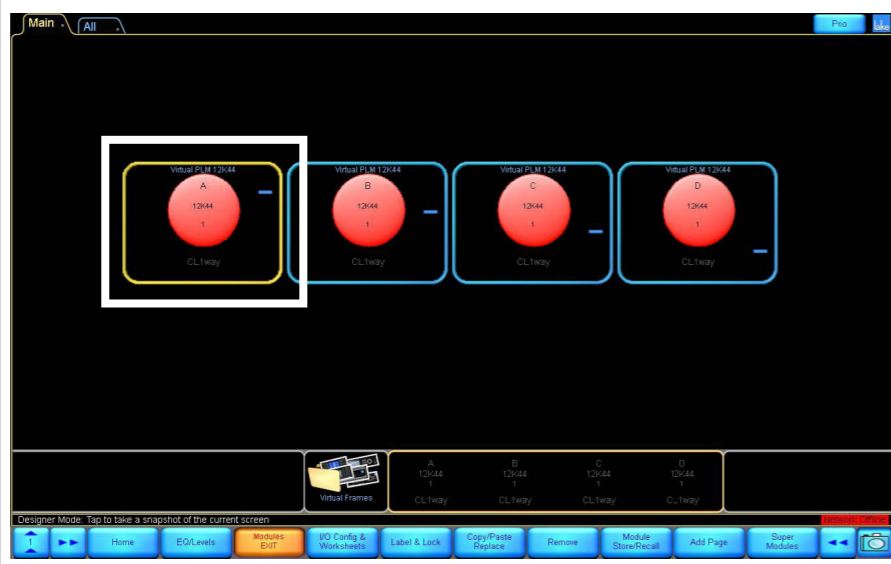 Main
All
Prio
lake
Virtual PLM 12K44
A
12K44
1
CL1way
Virtual PLM 12K44
B
12K44
1
CL1way
Virtual PLM 12K44
C
12K44
1
CL1way
Virtual PLM 12K44
D
12K44
1
CL1way
Virtual Frames
A
12K44
1
CL1way
B
12K44
1
CL1way
C
12K44
1
CL1way
D
12K44
1
CL1way
Designer Mode: Tap to take a snapshot of the current screen
Network Offline
1
Home
EQ/Levels
Modules
EXIT
I/O Config &
Worksheets
Label & Lock
Copy/Paste
Replace
Remove
Module
Store/Recall
Add Page
Super
Modules